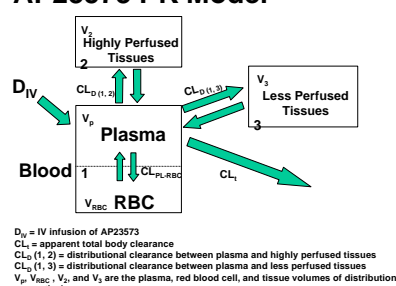 AP23573 PK Model
V2
Highly Perfused
Tissues
2
DIV
CLD (1, 2)
CLD (1, 3)
V3
Less Perfused
Tissues
3
Vp
Plasma
Blood
1
CLPL-RBC
CLt
VRBC RBC
DIV = IV infusion of AP23573
CLt = apparent total body clearance
CLD (1, 2) = distributional clearance between plasma and highly perfused tissues
CLD (1, 3) = distributional clearance between plasma and less perfused tissues
Vp, VRBC , V2, and V3 are the plasma, red blood cell, and tissue volumes of distribution